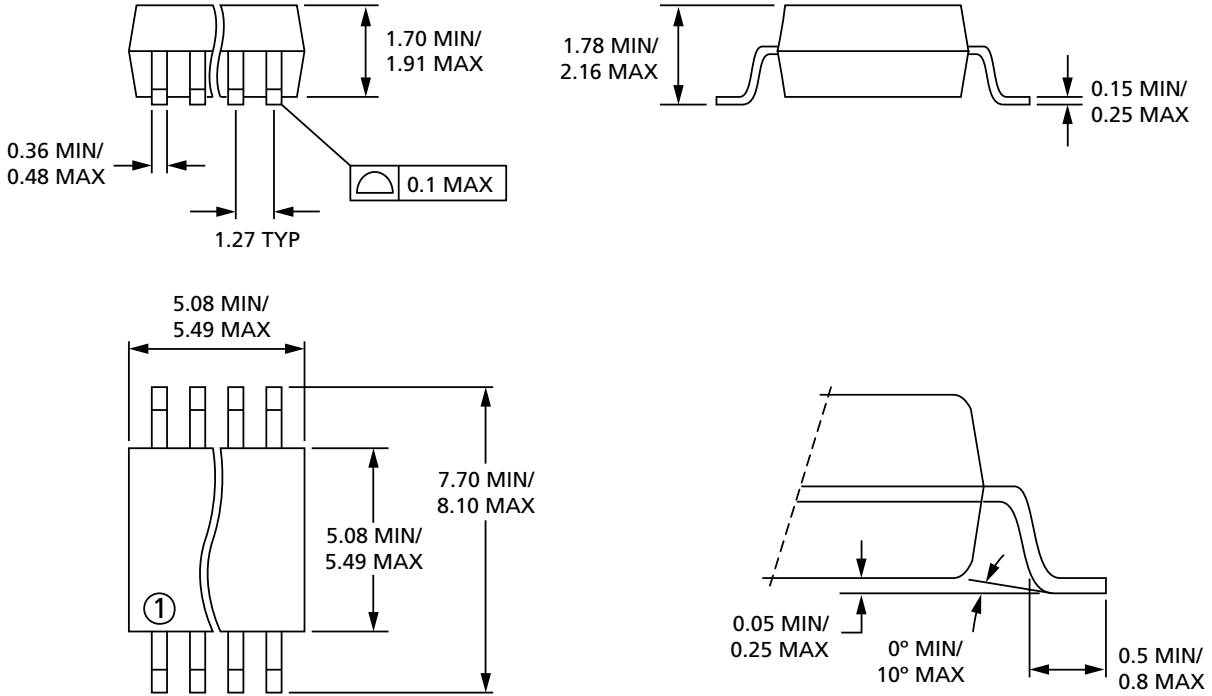 1.70 MIN/
1.91 MAX
0.36 MIN/
0.48 MAX
0.1 MAX
1.27 TYP
1.78 MIN/
2.16 MAX
0.15 MIN/
0.25 MAX
5.08 MIN/
5.49 MAX
7.70 MIN/
8.10 MAX
5.08 MIN/
5.49 MAX
1
0.05 MIN/
0.25 MAX
0º MIN/
10º MAX
0.5 MIN/
0.8 MAX